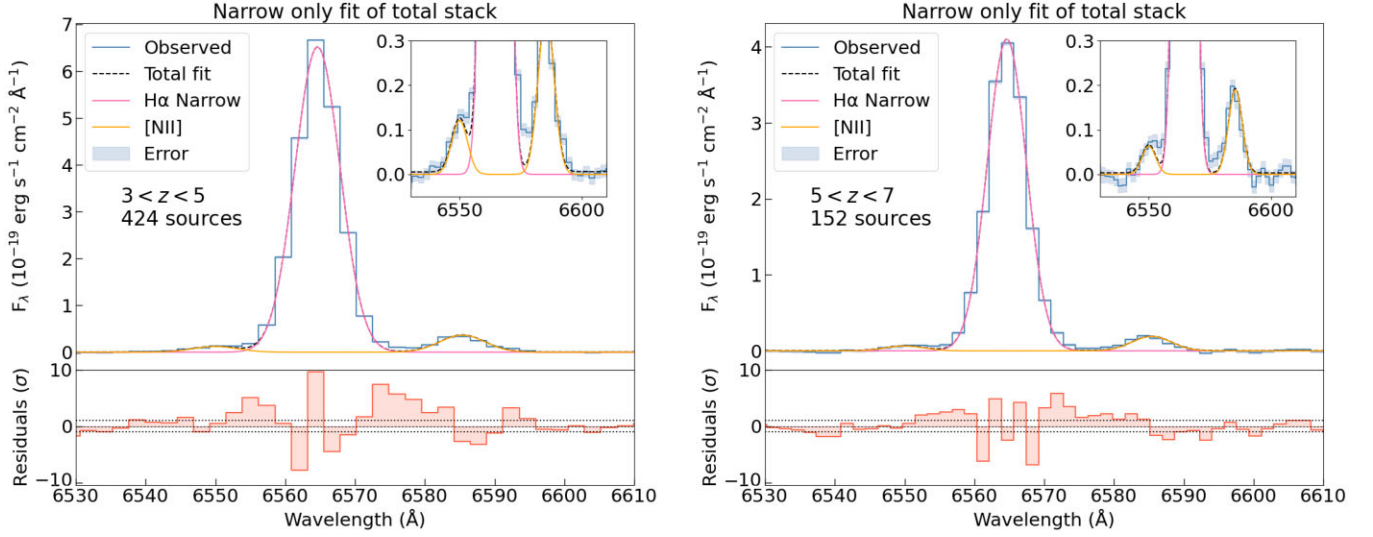 Narrow only fit of total stack
7
6
5
4
3
2
1
0
F_λ (10⁻¹⁹ erg s⁻¹ cm⁻² Å⁻¹)
Observed
Total fit
Hα Narrow
[NII]
Error
3 < z < 5
424 sources
0.3
0.2
0.1
0.0
6550 6600
10
0
−10
Residuals (σ)
6530 6540 6550 6560 6570 6580 6590 6600 6610
Wavelength (Å)
Narrow only fit of total stack
4
3
2
1
0
F_λ (10⁻¹⁹ erg s⁻¹ cm⁻² Å⁻¹)
Observed
Total fit
Hα Narrow
[NII]
Error
5 < z < 7
152 sources
0.3
0.2
0.1
0.0
6550 6600
10
0
−10
Residuals (σ)
6530 6540 6550 6560 6570 6580 6590 6600 6610
Wavelength (Å)